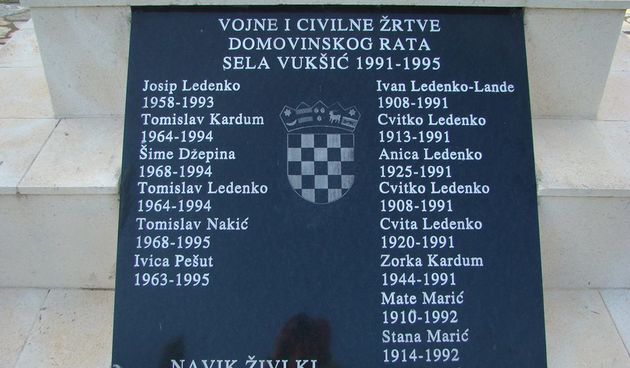 VOJNE I CIVILNE ŽRTVE
DOMOVINSKOG RATA
SELA VUKŠIĆ 1991-1995
Josip Ledenko
1958-1993
Tomislav Kardum
1964-1994
Šime Džepina
1968-1994
Tomislav Ledenko
1964-1994
Tomislav Nakić
1968-1995
Ivica Pešut
1963-1995
Ivan Ledenko-Lande
1908-1991
Cvitko Ledenko
1913-1991
Anica Ledenko
1925-1991
Cvitko Ledenko
1908-1991
Cvita Ledenko
1920-1991
Zorka Kardum
1944-1991
Mate Marić
1910-1992
Stana Marić
1914-1992
NAVIK ŽIVI KI